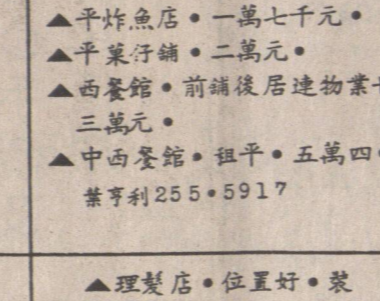 ▲平炸魚店•一萬七千元•
▲平菓仔舖•二萬元•
▲西餐館•前舖後居連物業
三萬元•
▲中西餐館•租平•五萬四•
葉亨利255•5917
▲理髮店•位置好•裝